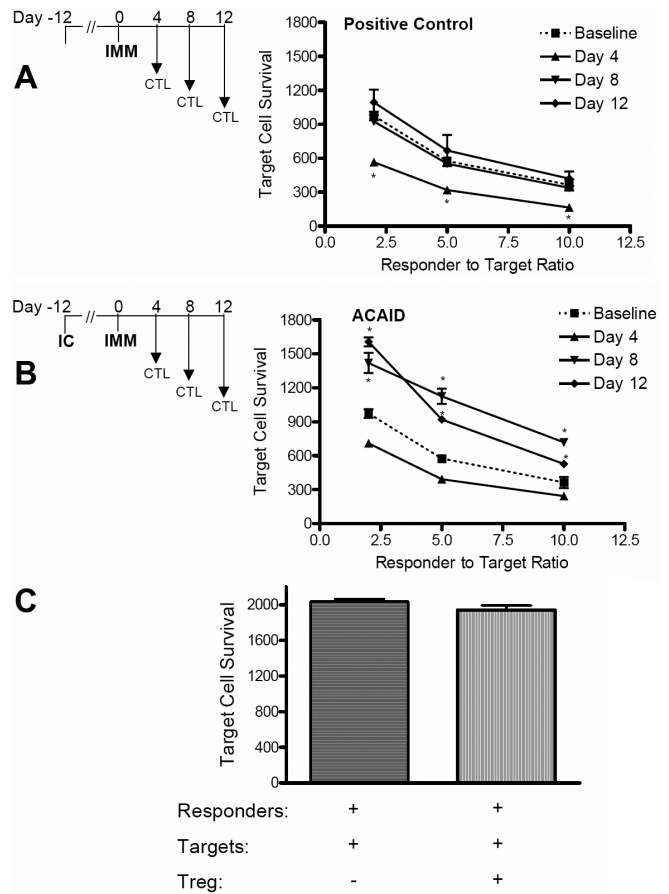 A
Day -12 // 0 4 8 12
IMM
CTL
CTL
CTL
Positive Control
Baseline
Day 4
Day 8
Day 12
Target Cell Survival
1800
1500
1200
900
600
300
0
* * *
0.0 2.5 5.0 7.5 10.0 12.5
Responder to Target Ratio
B
Day -12 // 0 4 8 12
IC IMM
CTL
CTL
CTL
ACAID
Baseline
Day 4
Day 8
Day 12
Target Cell Survival
1800
1500
1200
900
600
300
0
* * *
* * *
0.0 2.5 5.0 7.5 10.0 12.5
Responder to Target Ratio
C
Target Cell Survival
2000
1600
1200
800
400
0
Responders: + +
Targets: + +
Treg: - +